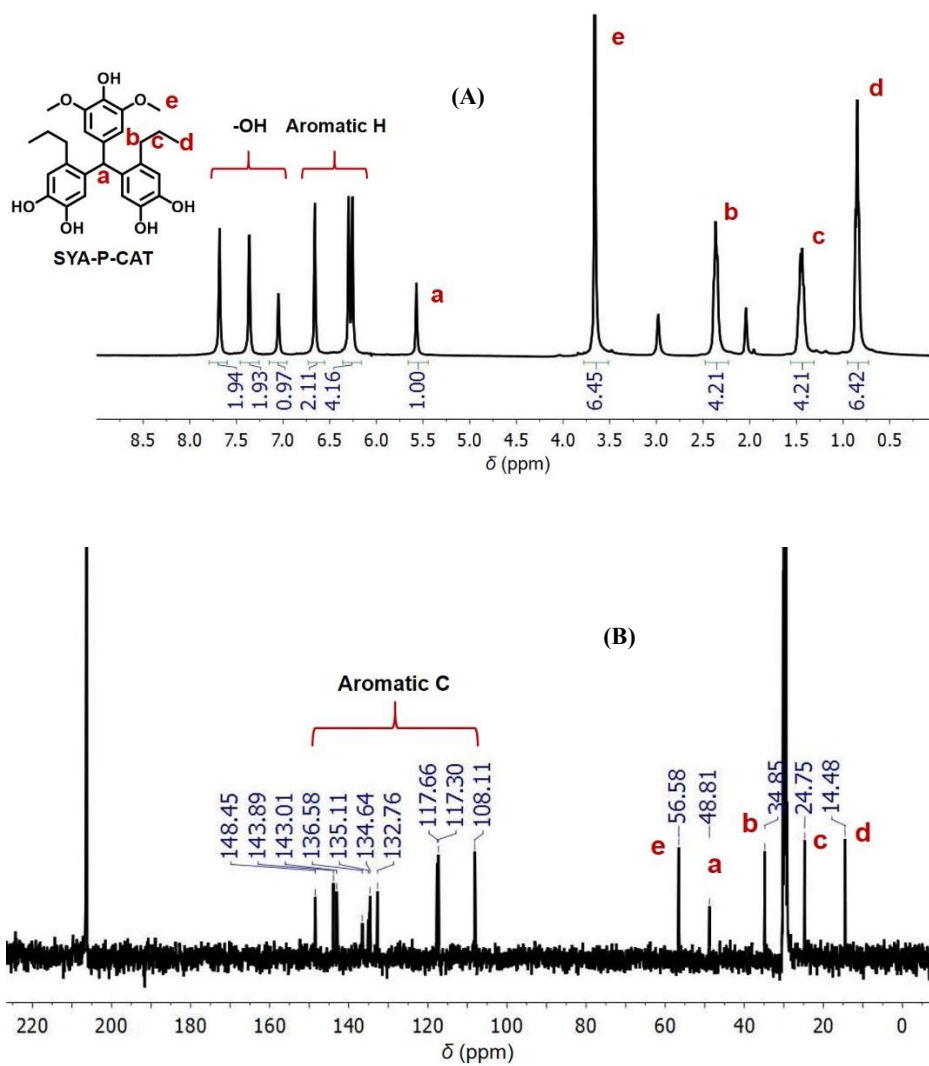 (A)
e
d
OH
O
O
e
b
c
d
a
HO
OH
OH
OH
SYA-P-CAT
-OH
Aromatic H
a
b
c
1.94
1.93
0.97
2.11
4.16
1.00
6.45
4.21
4.21
6.42
8.5 8.0 7.5 7.0 6.5 6.0 5.5 5.0 4.5 4.0 3.5 3.0 2.5 2.0 1.5 1.0 0.5
δ (ppm)
(B)
Aromatic C
148.45
143.89
143.01
136.58
135.11
134.64
132.76
117.66
117.30
108.11
56.58
48.81
34.85
24.75
14.48
e
a
b
c
d
220 200 180 160 140 120 100 80 60 40 20 0
δ (ppm)